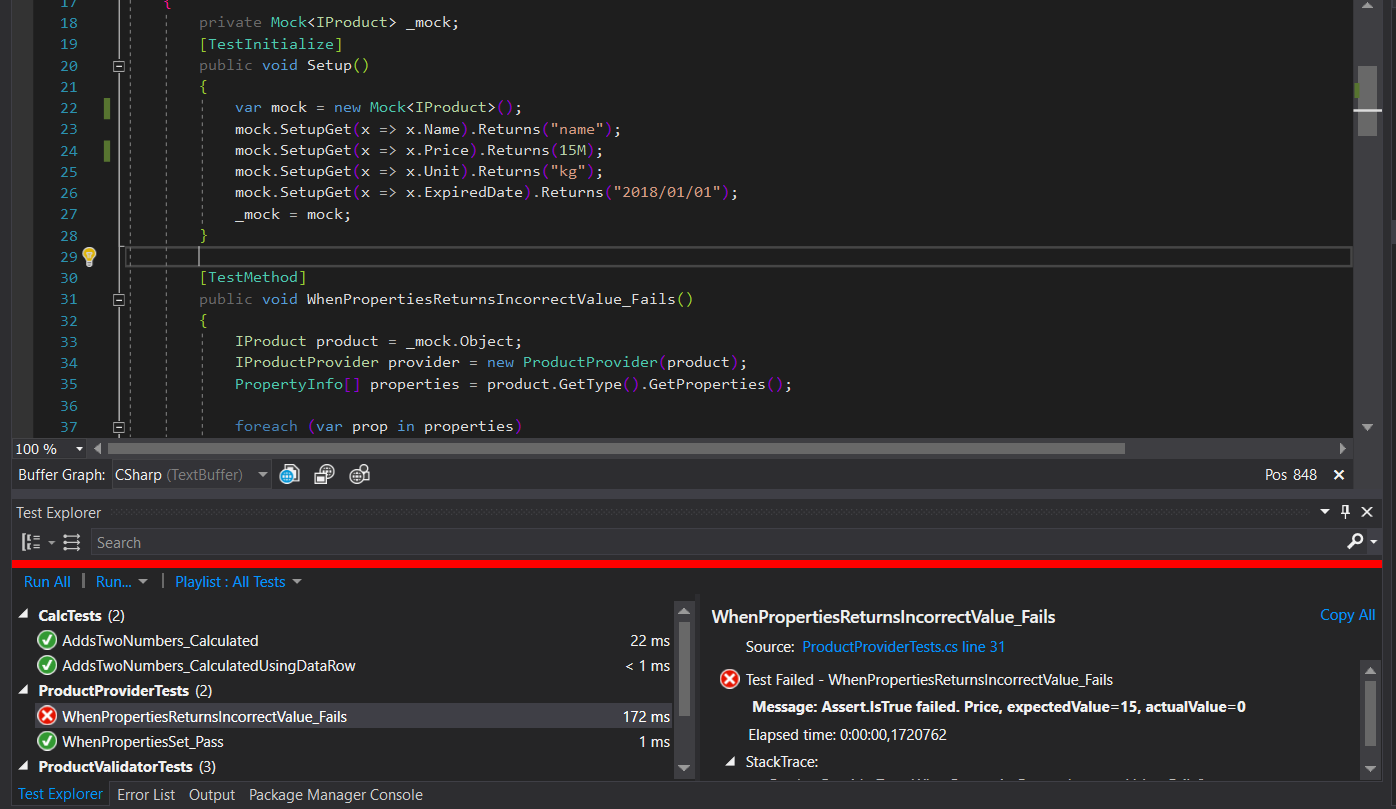 17 {
18 private Mock<IProduct> _mock;
19 [TestInitialize]
20 public void Setup()
21 {
22 var mock = new Mock<IProduct>();
23 mock.SetupGet(x => x.Name).Returns("name");
24 mock.SetupGet(x => x.Price).Returns(15M);
25 mock.SetupGet(x => x.Unit).Returns("kg");
26 mock.SetupGet(x => x.ExpiredDate).Returns("2018/01/01");
27 _mock = mock;
28 }
29
30 [TestMethod]
31 public void WhenPropertiesReturnsIncorrectValue_Fails()
32 {
33 IProduct product = _mock.Object;
34 IProductProvider provider = new ProductProvider(product);
35 PropertyInfo[] properties = product.GetType().GetProperties();
36
37 foreach (var prop in properties)
100 %
Buffer Graph: CSharp (TextBuffer) Pos 848
Test Explorer
Search
Run All | Run... | Playlist : All Tests
CalcTests (2)
AddsTwoNumbers_Calculated 22 ms
AddsTwoNumbers_CalculatedUsingDataRow < 1 ms
ProductProviderTests (2)
WhenPropertiesReturnsIncorrectValue_Fails 172 ms
WhenPropertiesSet_Pass 1 ms
ProductValidatorTests (3)
WhenPropertiesReturnsIncorrectValue_Fails Copy All
Source: ProductProviderTests.cs line 31
Test Failed - WhenPropertiesReturnsIncorrectValue_Fails
Message: Assert.IsTrue failed. Price, expectedValue=15, actualValue=0
Elapsed time: 0:00:00,1720762
StackTrace:
Test Explorer Error List Output Package Manager Console